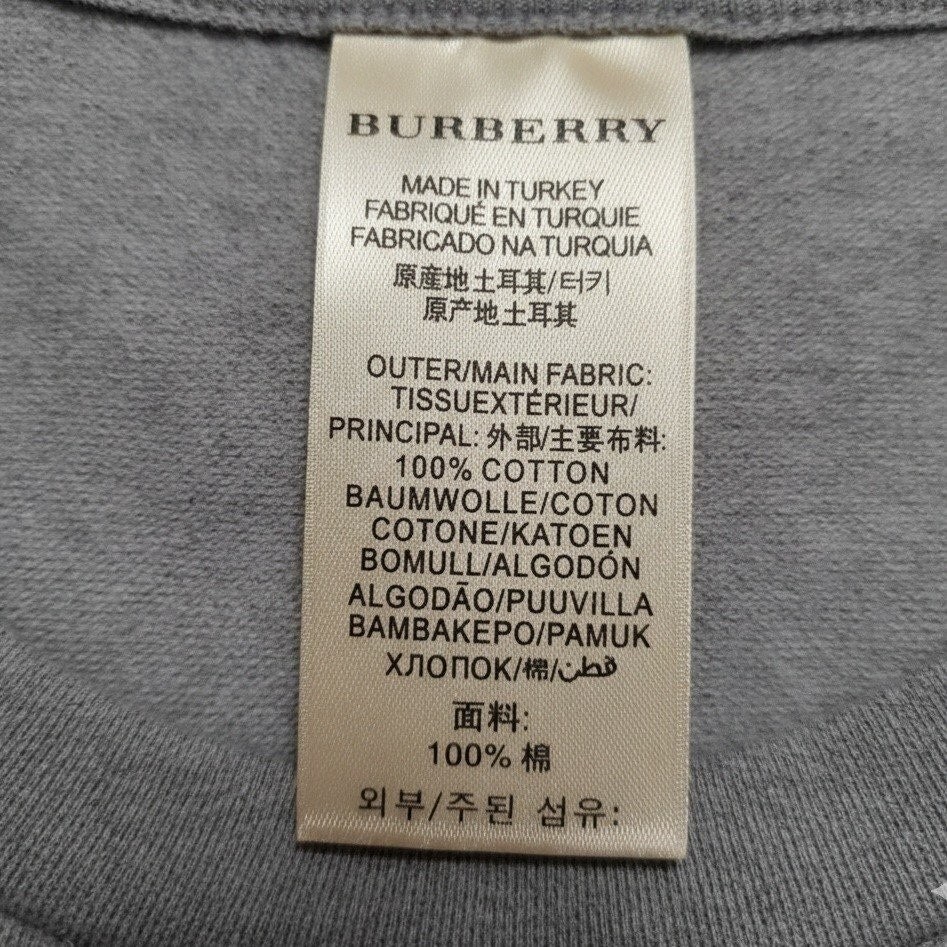 BURBERRY
MADE IN TURKEY
FABRIQUÉ EN TURQUIE
FABRICADO NA TURQUIA
原産地土耳其/터키
原产地土耳其
OUTER/MAIN FABRIC:
TISSUEXTÉRIEUR/
PRINCIPAL: 外部/主要布料:
100% COTTON
BAUMWOLLE/COTON
COTONE/KATOEN
BOMULL/ALGODÓN
ALGODÃO/PUUVILLA
BAMBAKEPO/PAMUK
ХЛОПОК/棉/قطن
面料:
100% 棉
외부/주된 섬유: